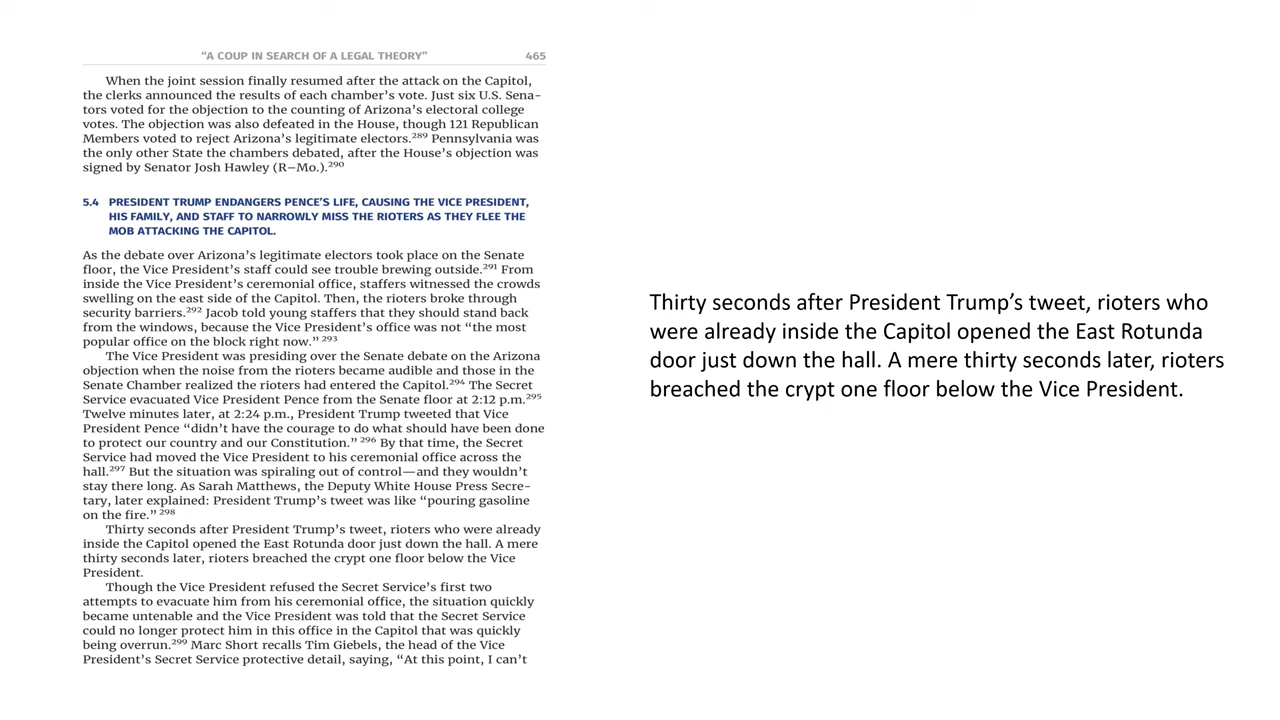 “A COUP IN SEARCH OF A LEGAL THEORY” 465
When the joint session finally resumed after the attack on the Capitol,
the clerks announced the results of each chamber’s vote. Just six U.S. Sena-
tors voted for the objection to the counting of Arizona’s electoral college
votes. The objection was also defeated in the House, though 121 Republican
Members voted to reject Arizona’s legitimate electors.289 Pennsylvania was
the only other State the chambers debated, after the House’s objection was
signed by Senator Josh Hawley (R–Mo.).290
5.4 PRESIDENT TRUMP ENDANGERS PENCE’S LIFE, CAUSING THE VICE PRESIDENT,
HIS FAMILY, AND STAFF TO NARROWLY MISS THE RIOTERS AS THEY FLEE THE
MOB ATTACKING THE CAPITOL.
As the debate over Arizona’s legitimate electors took place on the Senate
floor, the Vice President’s staff could see trouble brewing outside.291 From
inside the Vice President’s ceremonial office, staffers witnessed the crowds
swelling on the east side of the Capitol. Then, the rioters broke through
security barriers.292 Jacob told young staffers that they should stand back
from the windows, because the Vice President’s office was not “the most
popular office on the block right now.” 293
The Vice President was presiding over the Senate debate on the Arizona
objection when the noise from the rioters became audible and those in the
Senate Chamber realized the rioters had entered the Capitol.294 The Secret
Service evacuated Vice President Pence from the Senate floor at 2:12 p.m.295
Twelve minutes later, at 2:24 p.m., President Trump tweeted that Vice
President Pence “didn’t have the courage to do what should have been done
to protect our country and our Constitution.” 296 By that time, the Secret
Service had moved the Vice President to his ceremonial office across the
hall.297 But the situation was spiraling out of control—and they wouldn’t
stay there long. As Sarah Matthews, the Deputy White House Press Secre-
tary, later explained: President Trump’s tweet was like “pouring gasoline
on the fire.” 298
Thirty seconds after President Trump’s tweet, rioters who were already
inside the Capitol opened the East Rotunda door just down the hall. A mere
thirty seconds later, rioters breached the crypt one floor below the Vice
President.
Though the Vice President refused the Secret Service’s first two
attempts to evacuate him from his ceremonial office, the situation quickly
became untenable and the Vice President was told that the Secret Service
could no longer protect him in this office in the Capitol that was quickly
being overrun.299 Marc Short recalls Tim Giebels, the head of the Vice
President’s Secret Service protective detail, saying, “At this point, I can’t
Thirty seconds after President Trump’s tweet, rioters who
were already inside the Capitol opened the East Rotunda
door just down the hall. A mere thirty seconds later, rioters
breached the crypt one floor below the Vice President.